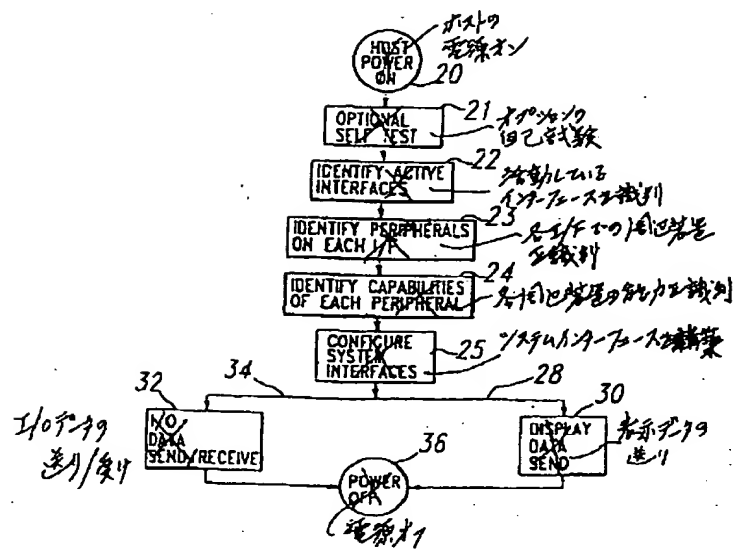 HOST
POWER
ON
ホストの
電源オン
20
OPTIONAL
SELF TEST
21
オプションの
自己試験
22
IDENTIFY ACTIVE
INTERFACES
活動している
インターフェースを識別
23
IDENTIFY PERIPHERALS
ON EACH I/F
各I/Fでの周辺装置
を識別
24
IDENTIFY CAPABILITIES
OF EACH PERIPHERAL
各周辺装置の能力を識別
CONFIGURE
SYSTEM
INTERFACES
25
システムインターフェースを構築
34
28
32
I/O
DATA
SEND/RECEIVE
I/Oデータの
送り/受け
30
DISPLAY
DATA
SEND
表示データの
送り
36
POWER
OFF
電源オフ